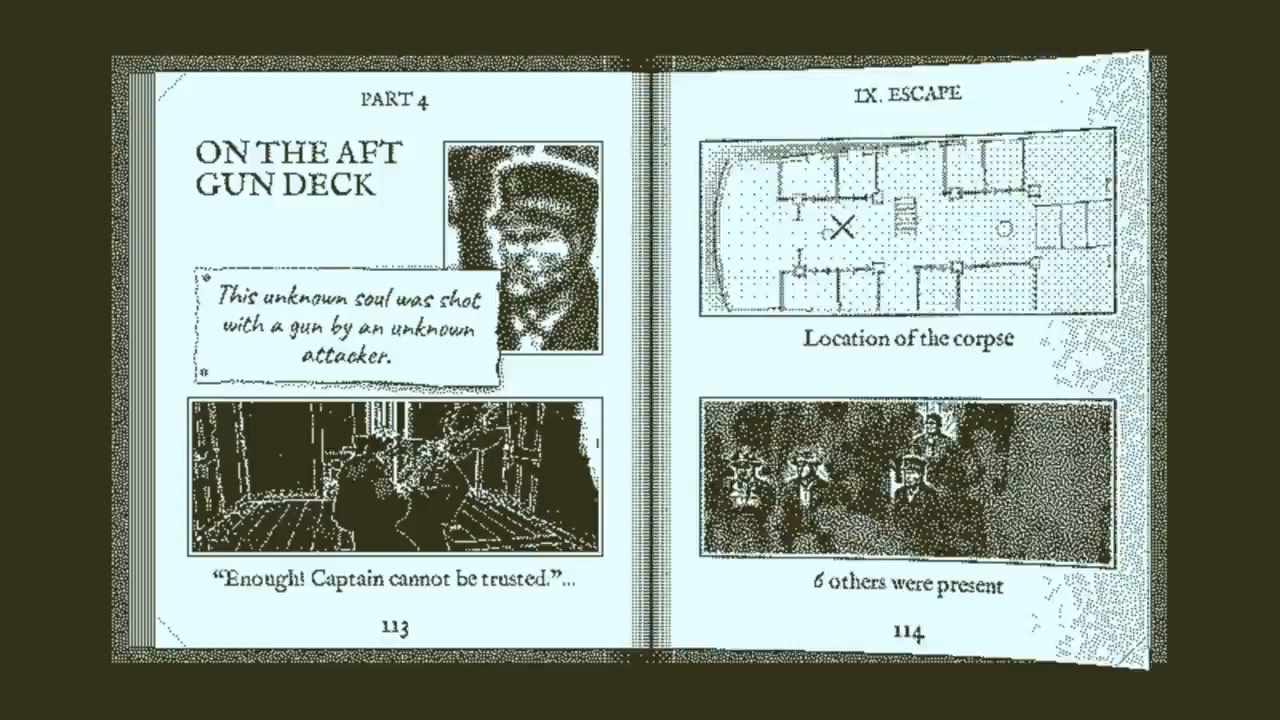 PART 4
ON THE AFT
GUN DECK
This unknown soul was shot
with a gun by an unknown
attacker.
“Enough! Captain cannot be trusted.”...
113
IX. ESCAPE
Location of the corpse
6 others were present
114